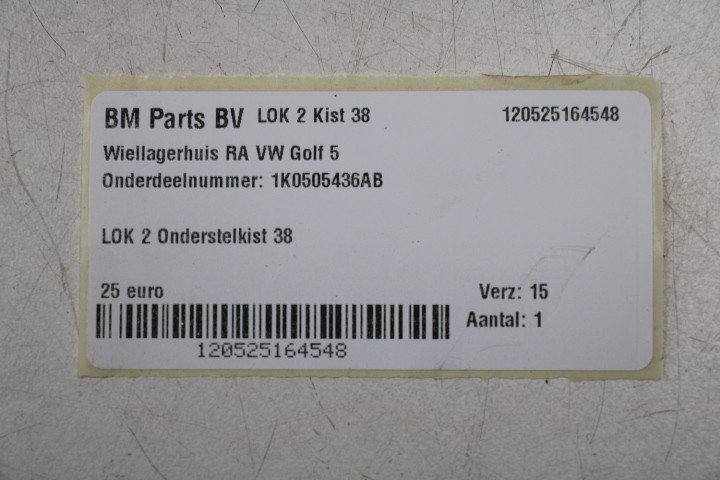 BM Parts BV LOK 2 Kist 38 120525164548
Wiellagerhuis RA VW Golf 5
Onderdeelnummer: 1K0505436AB
LOK 2 Onderstelkist 38
25 euro Verz: 15
Aantal: 1
120525164548